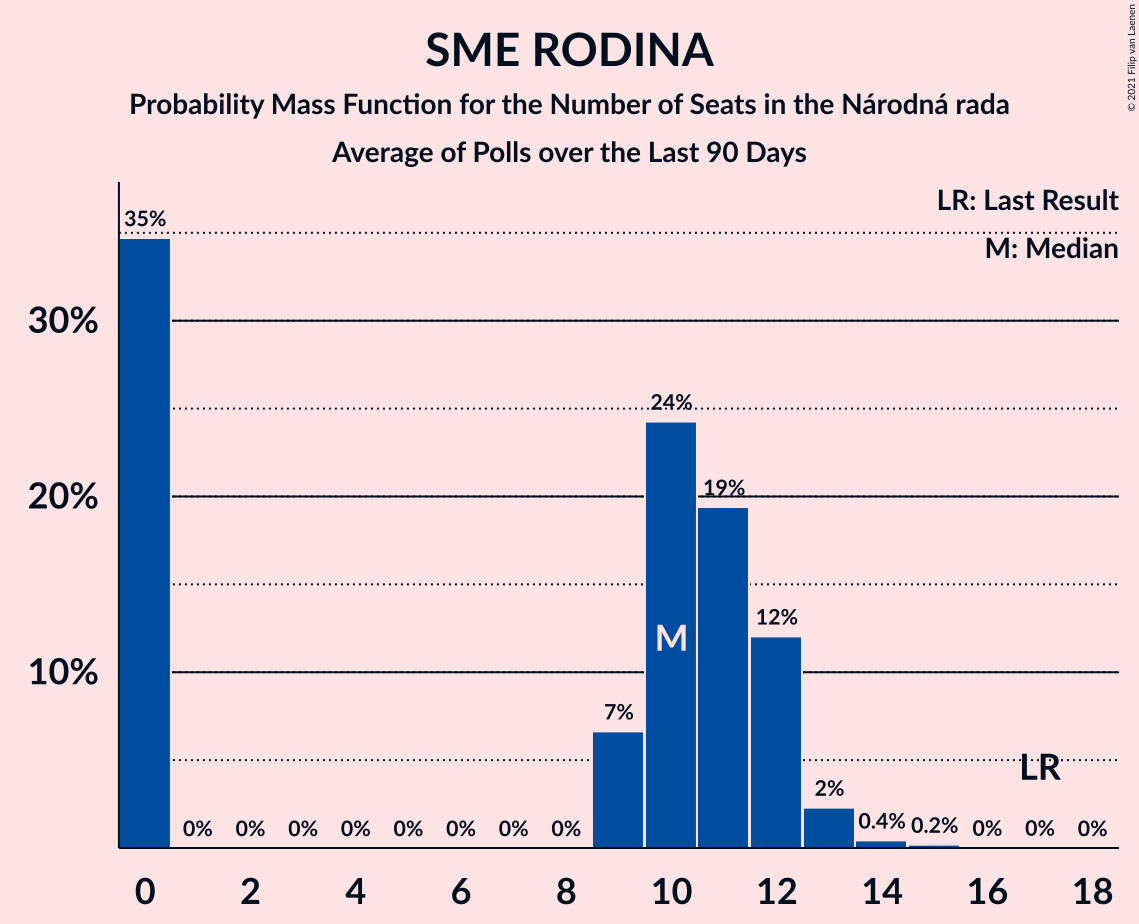 SME RODINA
Probability Mass Function for the Number of Seats in the Národná rada
Average of Polls over the Last 90 Days
© 2021 Filip van Laenen
LR: Last Result
M: Median
35%
30%
24%
20%
19%
12%
M
10%
7%
LR
2%
0% 0% 0% 0% 0% 0% 0% 0% 0.4% 0.2% 0% 0% 0%
0 2 4 6 8 10 12 14 16 18